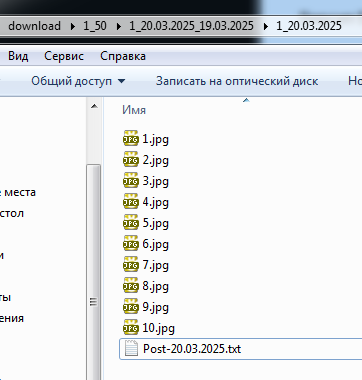 download 1_50 1_20.03.2025_19.03.2025 1_20.03.2025
Вид Сервис Справка
Общий доступ Записать на оптический диск Но
Имя
1.jpg
2.jpg
3.jpg
места 4.jpg
стол 5.jpg
6.jpg
и 7.jpg
8.jpg
ты 9.jpg
ения 10.jpg
Post-20.03.2025.txt